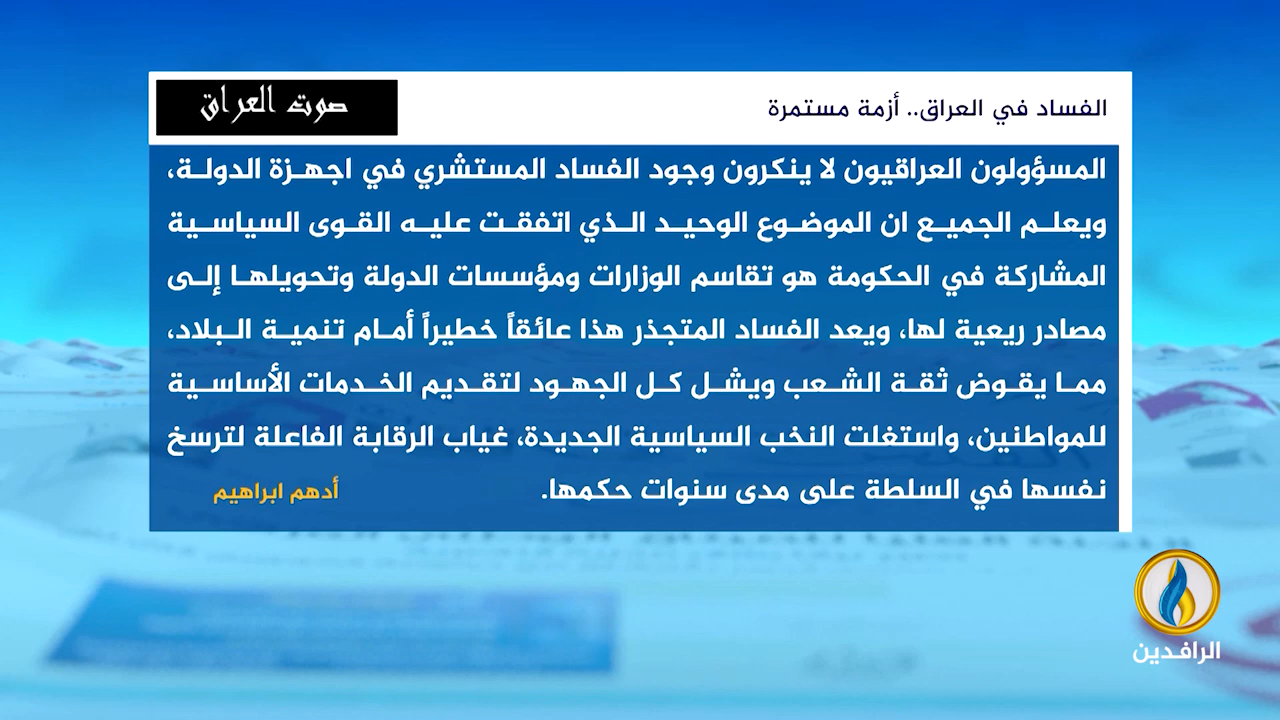 الفساد في العراق.. أزمة مستمرة
صوت العراق
المسؤولون العراقيون لا ينكرون وجود الفساد المستشري في اجهزة الدولة،
ويعلم الجميع ان الموضوع الوحيد الذي اتفقت عليه القوى السياسية
المشاركة في الحكومة هو تقاسم الوزارات ومؤسسات الدولة وتحويلها إلى
مصادر ريعية لها، ويعد الفساد المتجذر هذا عائقاً خطيراً أمام تنمية البلاد،
مما يقوض ثقة الشعب ويشل كل الجهود لتقديم الخدمات الأساسية
للمواطنين، واستغلت النخب السياسية الجديدة، غياب الرقابة الفاعلة لترسخ
نفسها في السلطة على مدى سنوات حكمها.
أدهم ابراهيم
الرافدين